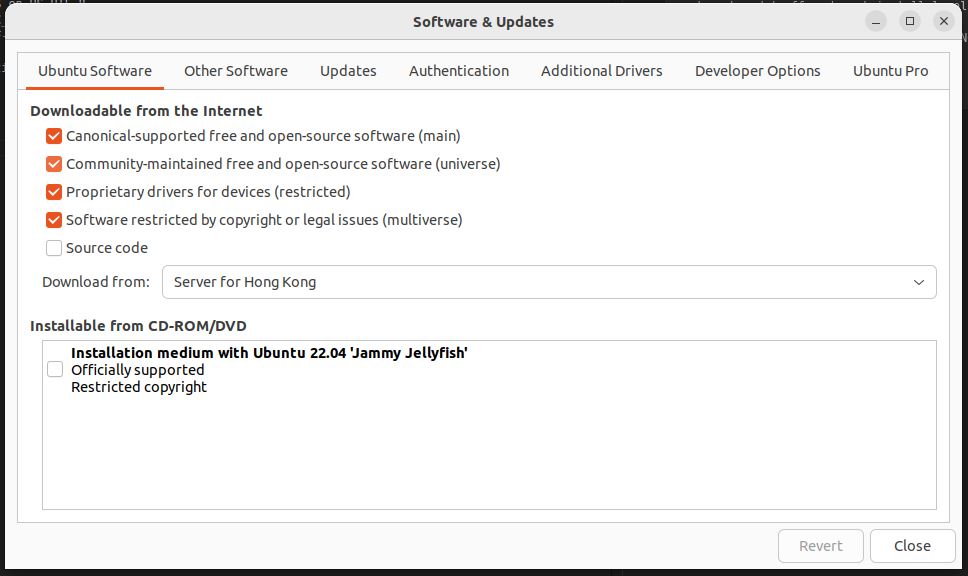 Software & Updates
Ubuntu Software Other Software Updates Authentication Additional Drivers Developer Options Ubuntu Pro
Downloadable from the Internet
Canonical-supported free and open-source software (main)
Community-maintained free and open-source software (universe)
Proprietary drivers for devices (restricted)
Software restricted by copyright or legal issues (multiverse)
Source code
Download from: Server for Hong Kong
Installable from CD-ROM/DVD
Installation medium with Ubuntu 22.04 'Jammy Jellyfish'
Officially supported
Restricted copyright
Revert Close